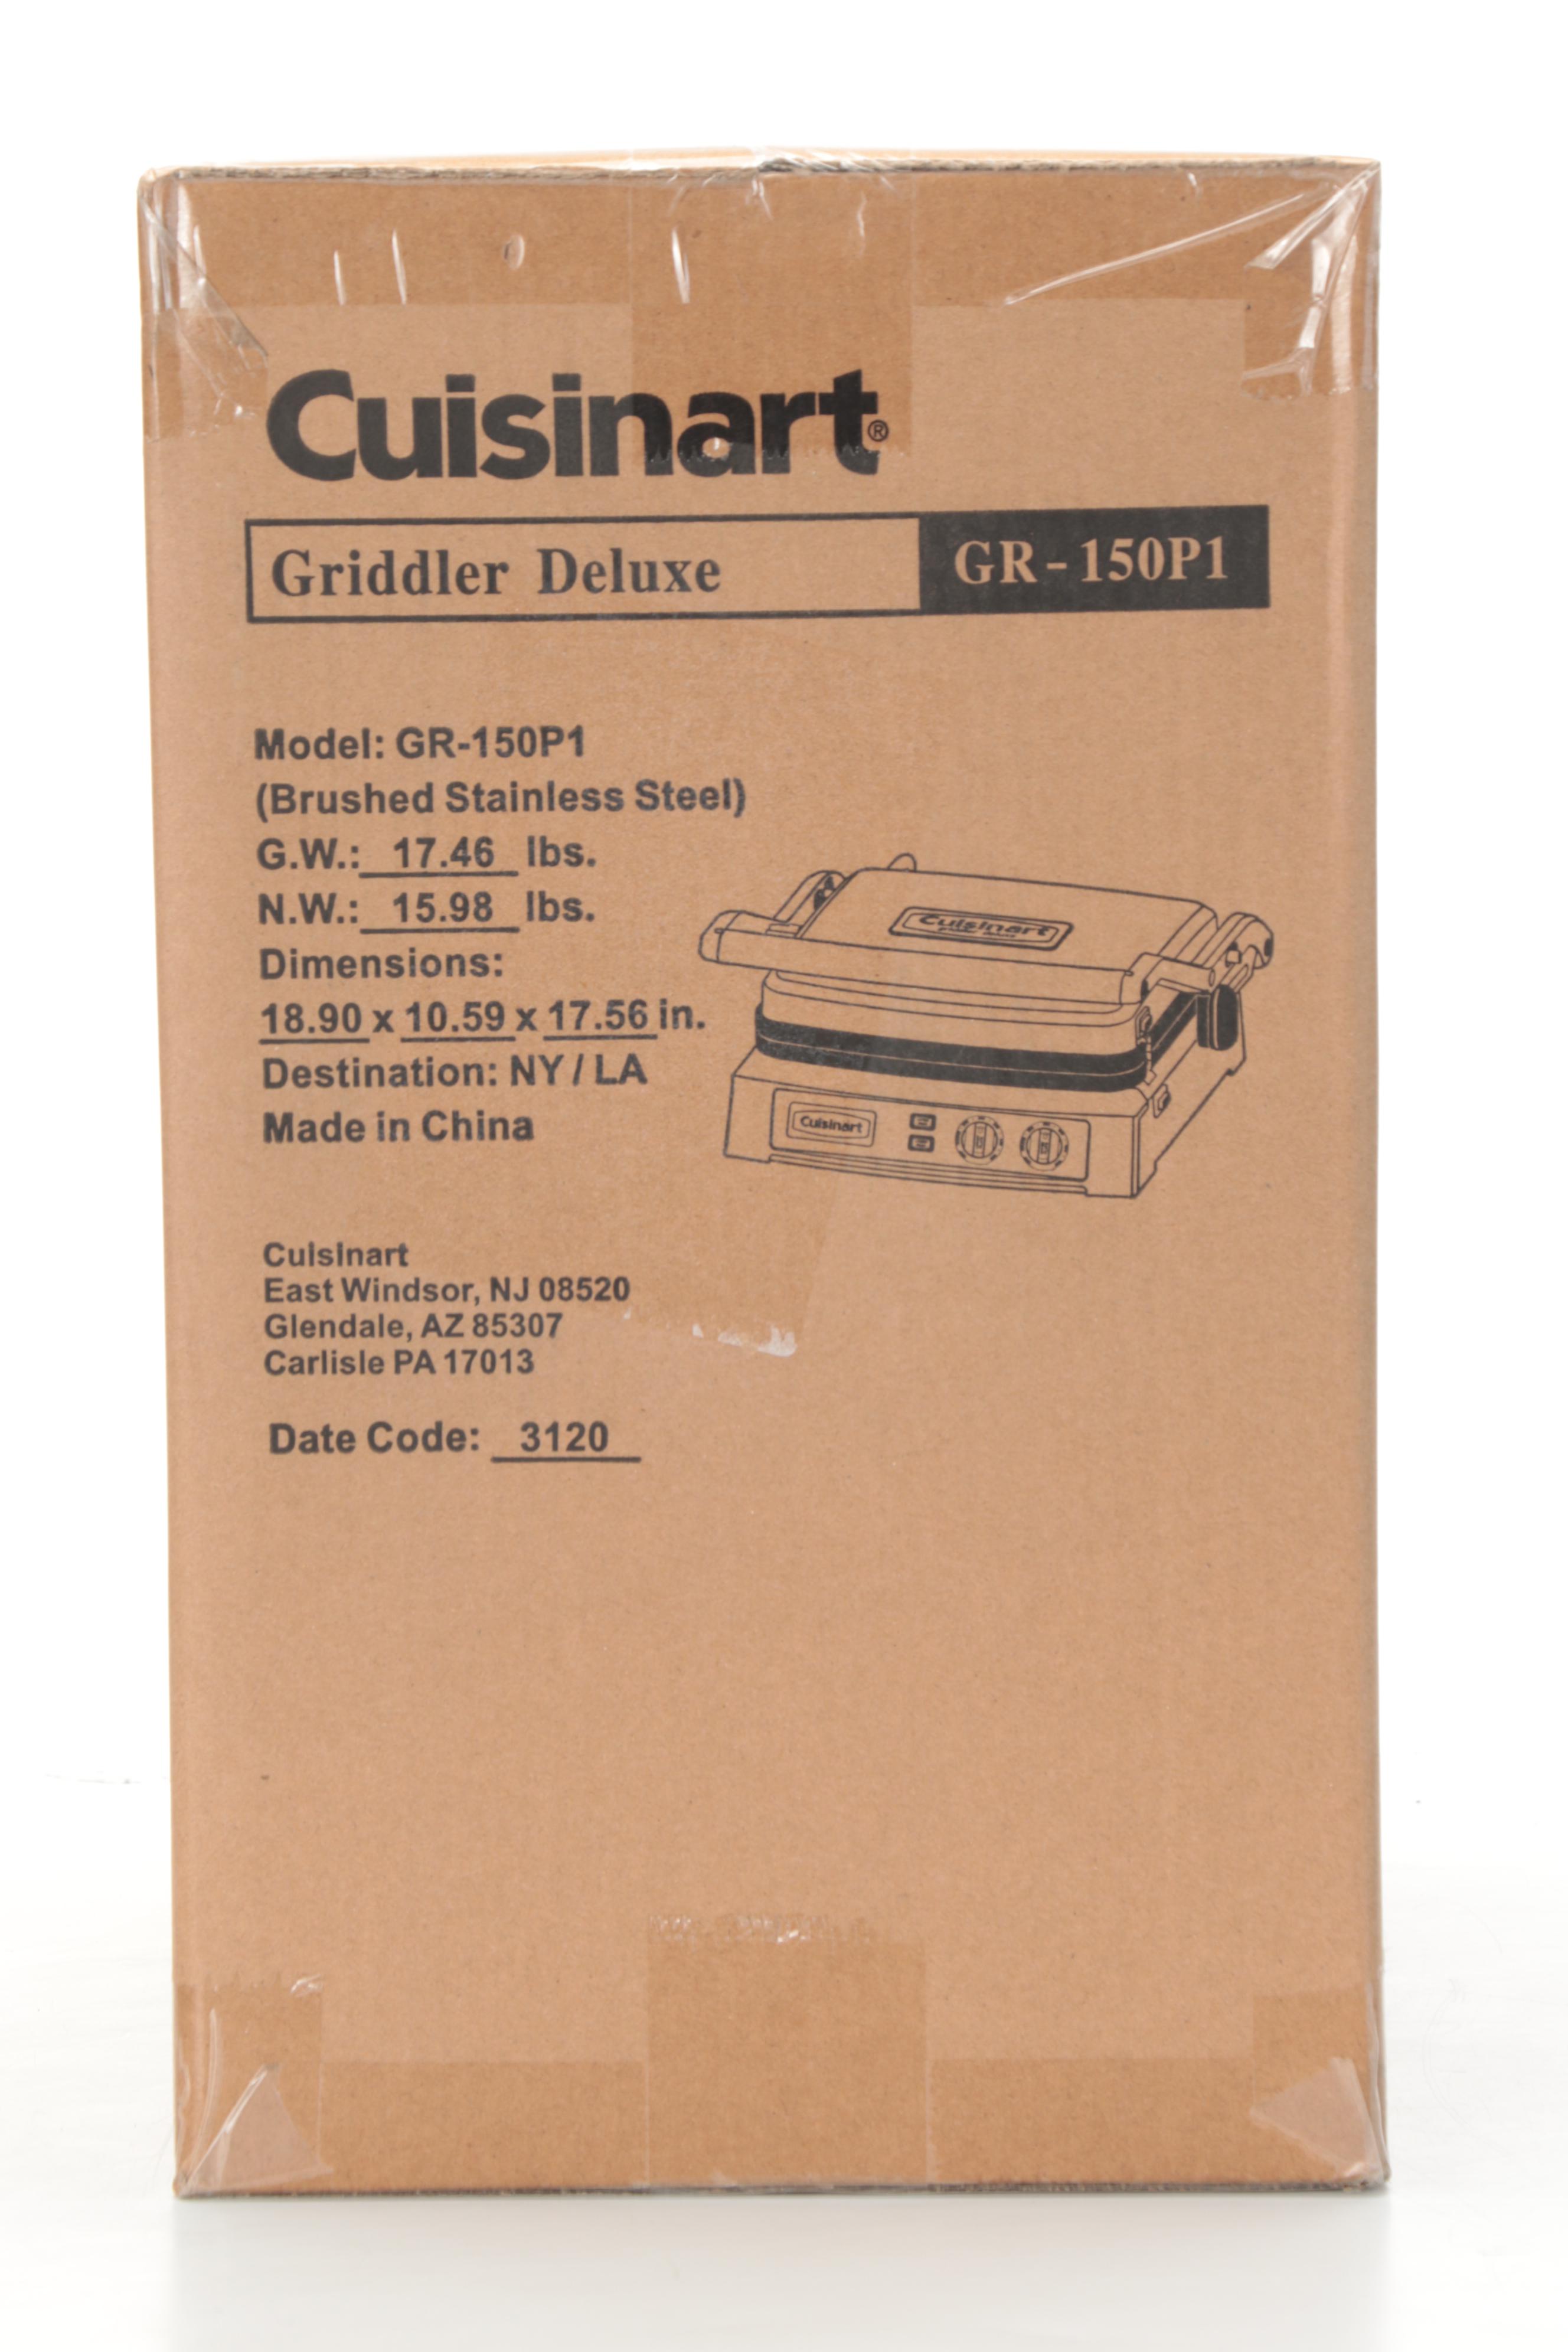 Cuisinart®
Griddler Deluxe GR-150P1
Model: GR-150P1
(Brushed Stainless Steel)
G.W.: 17.46 lbs.
N.W.: 15.98 lbs.
Dimensions:
18.90 x 10.59 x 17.56 in.
Destination: NY / LA
Made in China
Cuisinart
Cuisinart
Cuisinart
East Windsor, NJ 08520
Glendale, AZ 85307
Carlisle PA 17013
Date Code: 3120